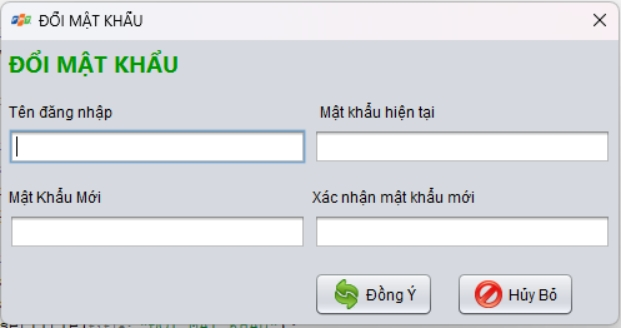 ĐỔI MẬT KHẨU
ĐỔI MẬT KHẨU
Tên đăng nhập
Mật khẩu hiện tại
Mật Khẩu Mới
Xác nhận mật khẩu mới
Đồng Ý
Hủy Bỏ